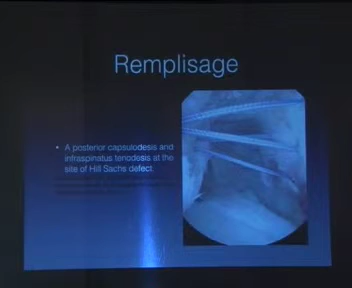 Remplisage
• A posterior capsulodesis and
infraspinatus tenodesis at the
site of Hill Sachs defect